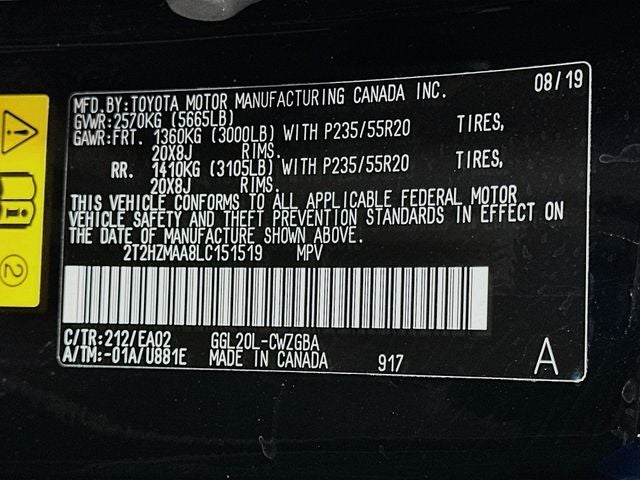 MFD. BY: TOYOTA MOTOR MANUFACTURING CANADA INC. 08/19
GVWR: 2570KG (5665LB)
GAWR: FRT. 1360KG (3000LB) WITH P235/55R20 TIRES,
20X8J RIMS.
RR. 1410KG (3105LB) WITH P235/55R20 TIRES,
20X8J RIMS.
THIS VEHICLE CONFORMS TO ALL APPLICABLE FEDERAL MOTOR
VEHICLE SAFETY AND THEFT PREVENTION STANDARDS IN EFFECT ON
THE DATE OF MANUFACTURE SHOWN ABOVE.
2T2HZMAA8LC151519 MPV
C/TR: 212/EA02 GGL20L-CWZGBA
A/TM: -01A/U881E MADE IN CANADA 917 A
2